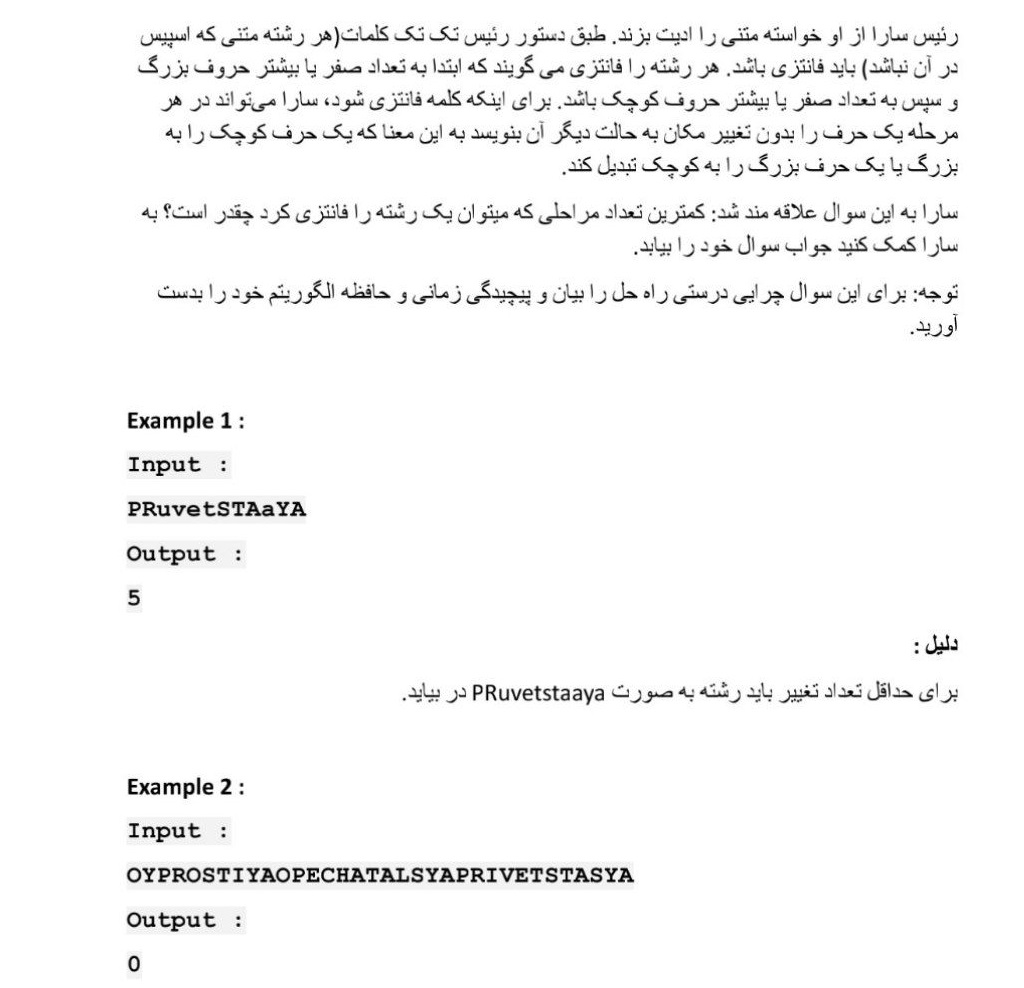 رئیس سارا از او خواسته متنی را ادیت بزند. طبق دستور رئیس تک تک کلمات(هر رشته متنی که اسپیس
در آن نباشد) باید فانتزی باشد. هر رشته را فانتزی می گویند که ابتدا به تعداد صفر یا بیشتر حروف بزرگ
و سپس به تعداد صفر یا بیشتر حروف کوچک باشد. برای اینکه کلمه فانتزی شود، سارا می‌تواند در هر
مرحله یک حرف را بدون تغییر مکان به حالت دیگر آن بنویسد به این معنا که یک حرف کوچک را به
بزرگ یا یک حرف بزرگ را به کوچک تبدیل کند.
سارا به این سوال علاقه مند شد: کمترین تعداد مراحلی که میتوان یک رشته را فانتزی کرد چقدر است؟ به
سارا کمک کنید جواب سوال خود را بیابد.
توجه: برای این سوال چرایی درستی راه حل را بیان و پیچیدگی زمانی و حافظه الگوریتم خود را بدست
آورید.
Example 1 :
Input :
PRuvetSTAaYA
Output :
5
دلیل :
برای حداقل تعداد تغییر باید رشته به صورت PRuvetstaaya در بیاید.
Example 2 :
Input :
OYPROSTIYAOPECHATALSYAPRIVETSTASYA
Output :
0